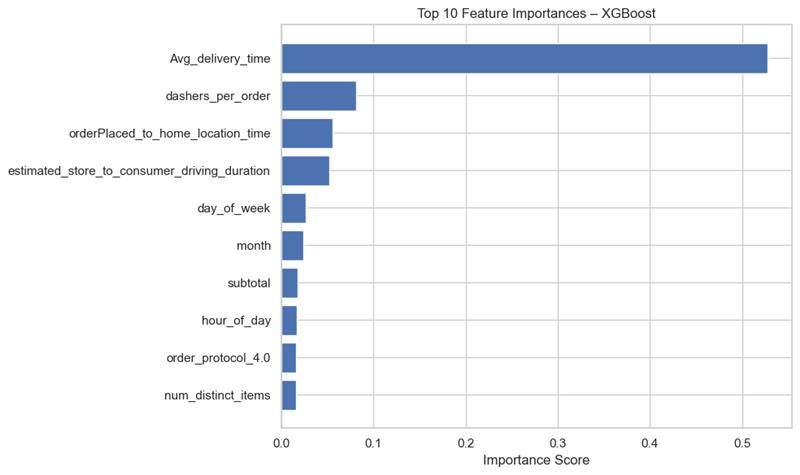 Top 10 Feature Importances – XGBoost
Avg_delivery_time
dashers_per_order
orderPlaced_to_home_location_time
estimated_store_to_consumer_driving_duration
day_of_week
month
subtotal
hour_of_day
order_protocol_4.0
num_distinct_items
0.0 0.1 0.2 0.3 0.4 0.5
Importance Score